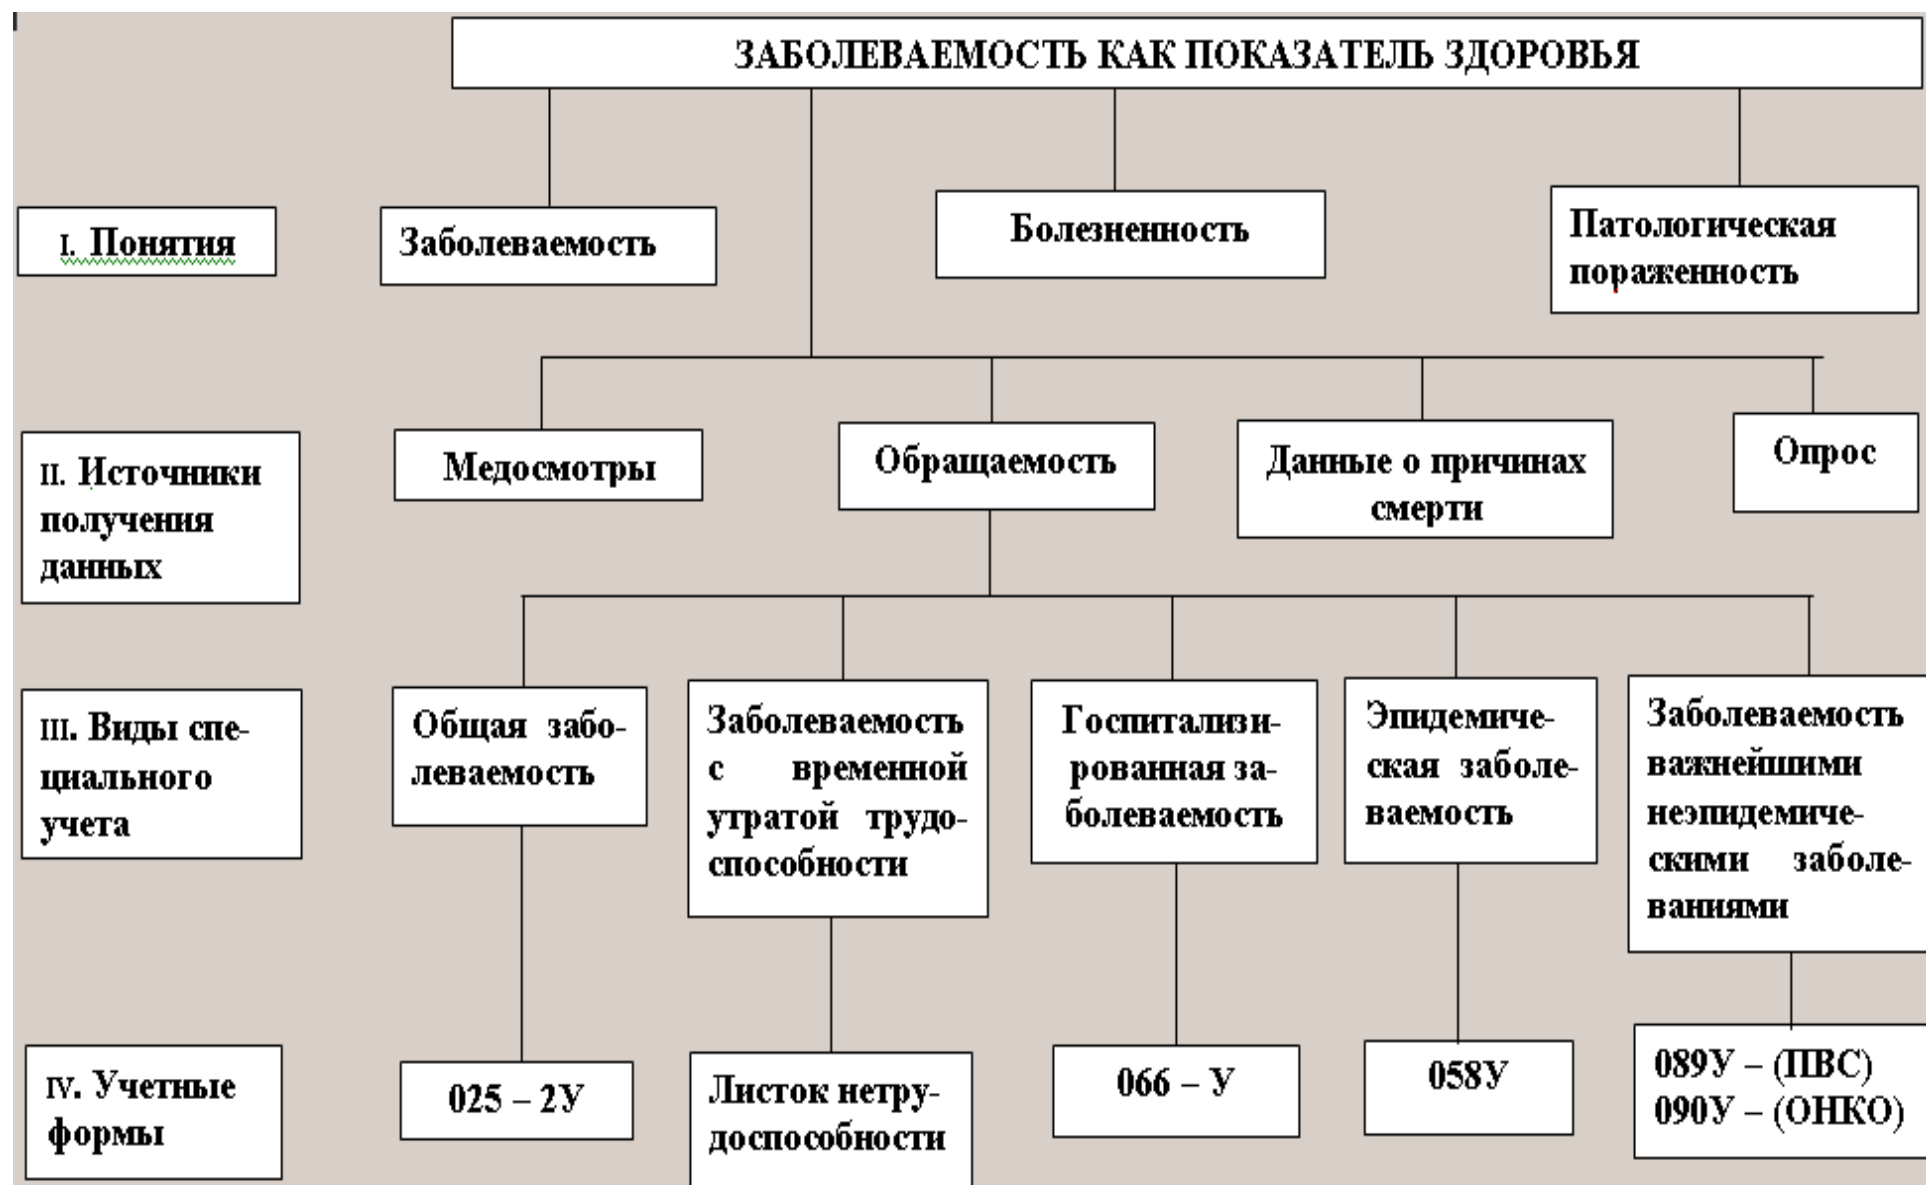 ЗАБОЛЕВАЕМОСТЬ КАК ПОКАЗАТЕЛЬ ЗДОРОВЬЯ
I. Понятия
Заболеваемость
Болезненность
Патологическая
пораженность
II. Источники
получения
данных
Медосмотры
Обращаемость
Данные о причинах
смерти
Опрос
III. Виды спе-
циального
учета
Общая забо-
леваемость
Заболеваемость
с временной
утратой трудо-
способности
Госпитализи-
рованная за-
болеваемость
Эпидемиче-
ская заболе-
ваемость
Заболеваемость
важнейшими
неэпидемиче-
скими заболе-
ваниями
IV. Учетные
формы
025 – 2У
Листок нетру-
доспособности
066 – У
058У
089У – (ПВС)
090У – (ОНКО)